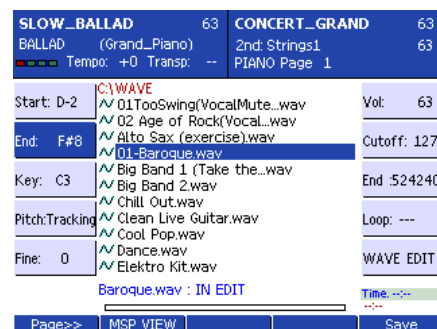 SLOW_BALLAD 63 CONCERT_GRAND 63
BALLAD (Grand_Piano) 2nd: Strings1 63
Tempo: +0 Transp: -- PIANO Page 1
C:\WAVE
Start: D-2
01TooSwing(VocalMute...wav
Vol: 63
02 Age of Rock(Vocal...wav
End: F#8
Alto Sax (exercise).wav
Cutoff: 127
01-Baroque.wav
Big Band 1 (Take the...wav
Key: C3
Big Band 2.wav
End :524240
Chill Out.wav
Pitch:Tracking
Clean Live Guitar.wav
Loop: ---
Cool Pop.wav
Fine: 0
Dance.wav
WAVE EDIT
Elektro Kit.wav
Baroque.wav : IN EDIT
Time. --:--
--:--
Page>> MSP VIEW Save